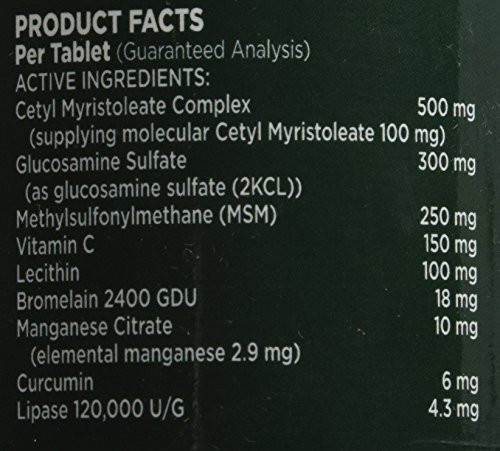 PRODUCT FACTS
Per Tablet (Guaranteed Analysis)
ACTIVE INGREDIENTS:
Cetyl Myristoleate Complex 500 mg
(supplying molecular Cetyl Myristoleate 100 mg)
Glucosamine Sulfate 300 mg
(as glucosamine sulfate (2KCL))
Methylsulfonylmethane (MSM) 250 mg
Vitamin C 150 mg
Lecithin 100 mg
Bromelain 2400 GDU 18 mg
Manganese Citrate 10 mg
(elemental manganese 2.9 mg)
Curcumin 6 mg
Lipase 120,000 U/G 4.3 mg